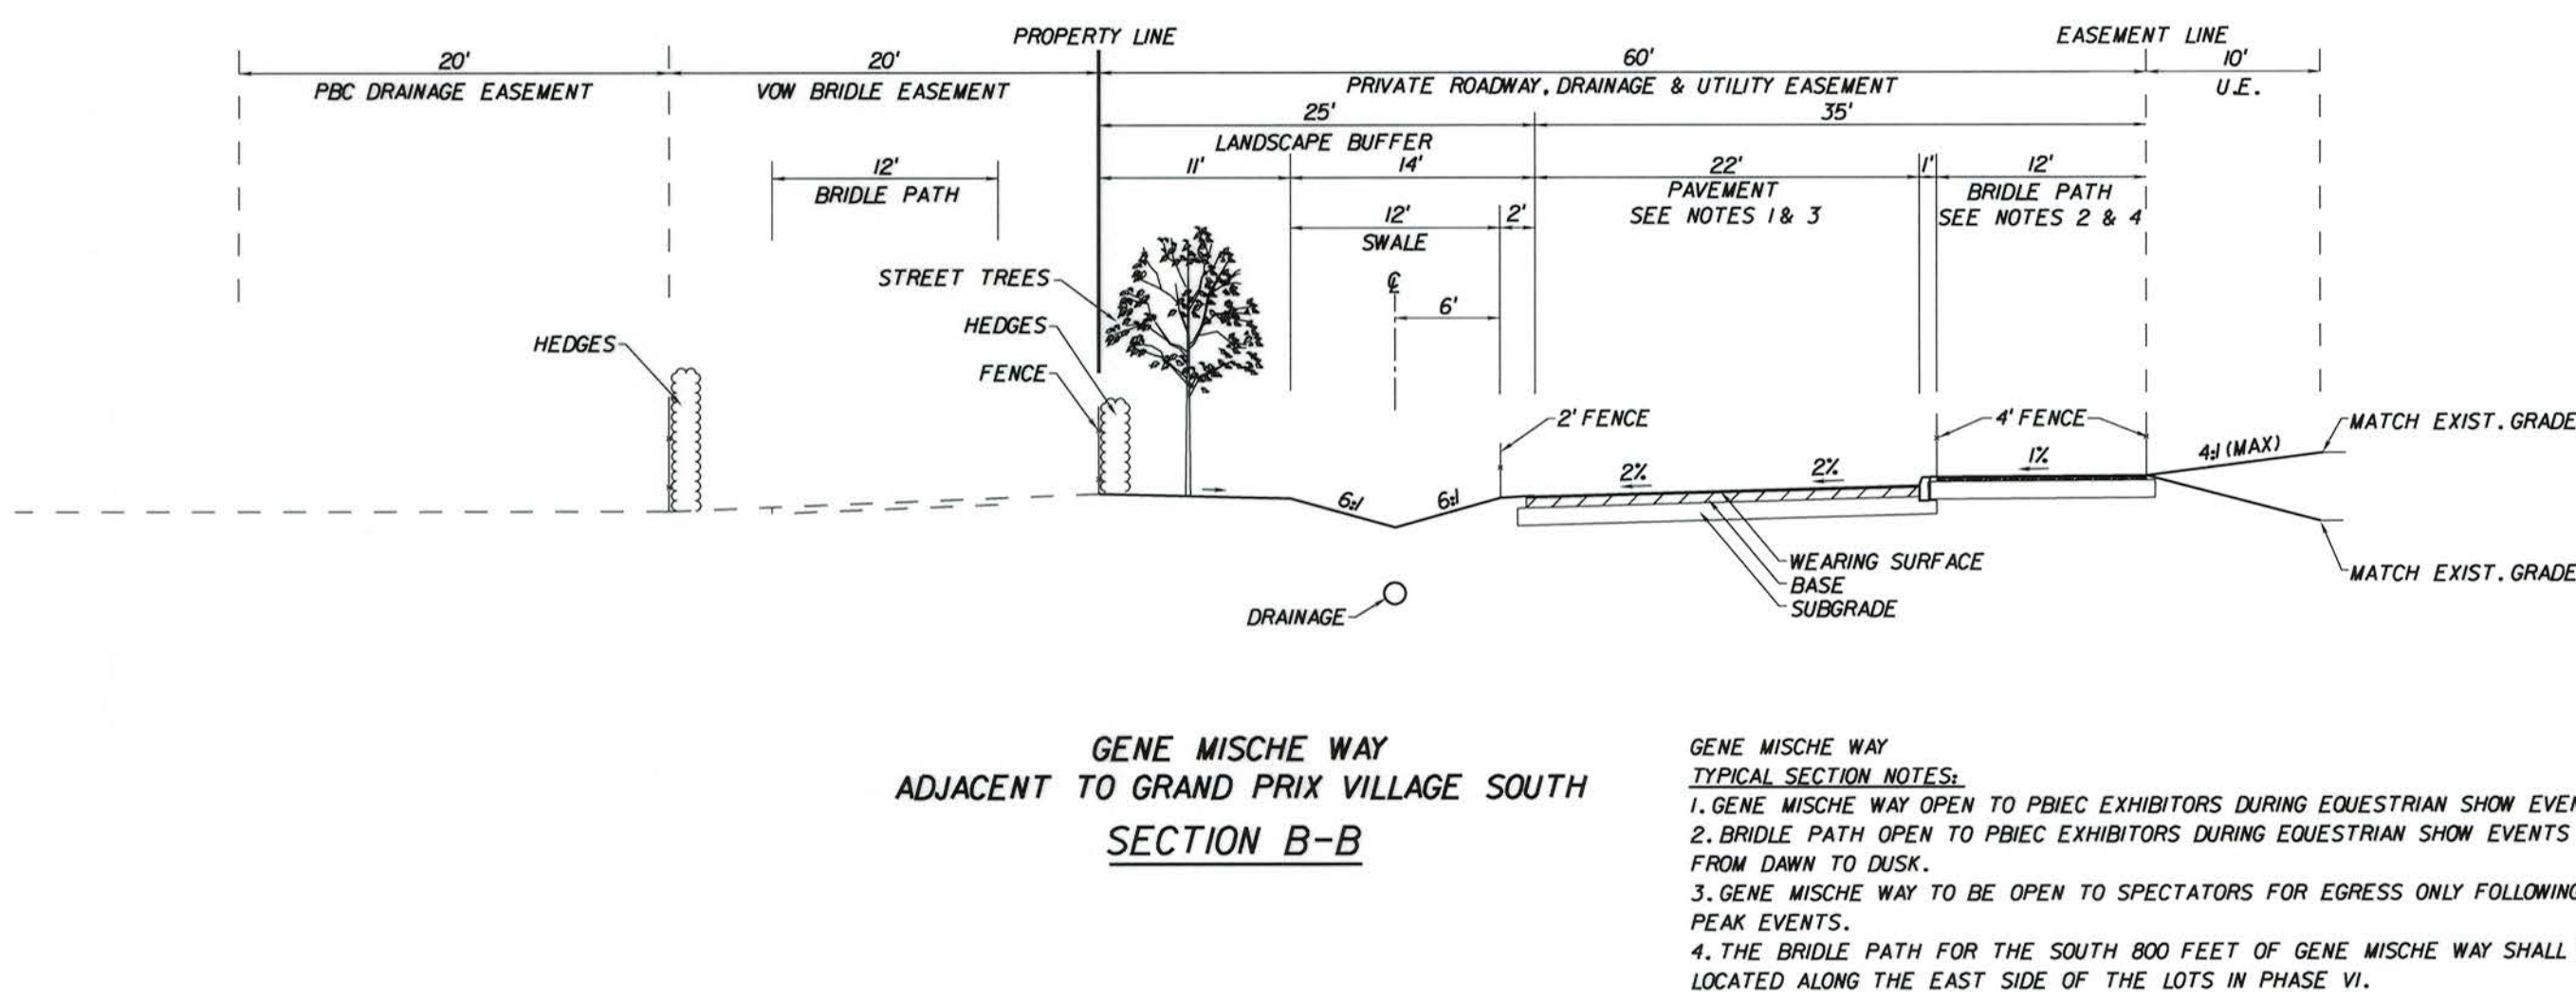 PROPERTY LINE
EASEMENT LINE
20'
20'
60'
10'
PBC DRAINAGE EASEMENT
VOW BRIDLE EASEMENT
PRIVATE ROADWAY, DRAINAGE & UTILITY EASEMENT
U.E.
25'
35'
LANDSCAPE BUFFER
12'
11'
14'
22'
1'
12'
BRIDLE PATH
PAVEMENT
SEE NOTES 1 & 3
BRIDLE PATH
SEE NOTES 2 & 4
12'
2'
SWALE
STREET TREES
℄
6'
HEDGES
HEDGES
FENCE
2' FENCE
4' FENCE
MATCH EXIST. GRADE
4:1 (MAX)
1%
2%
2%
6:1
6:1
WEARING SURFACE
BASE
SUBGRADE
MATCH EXIST. GRADE
DRAINAGE
GENE MISCHE WAY
ADJACENT TO GRAND PRIX VILLAGE SOUTH
SECTION B-B
GENE MISCHE WAY
TYPICAL SECTION NOTES:
1. GENE MISCHE WAY OPEN TO PBIEC EXHIBITORS DURING EQUESTRIAN SHOW
2. BRIDLE PATH OPEN TO PBIEC EXHIBITORS DURING EQUESTRIAN SHOW EVENTS
FROM DAWN TO DUSK.
3. GENE MISCHE WAY TO BE OPEN TO SPECTATORS FOR EGRESS ONLY FOLLOWING
PEAK EVENTS.
4. THE BRIDLE PATH FOR THE SOUTH 800 FEET OF GENE MISCHE WAY SHALL
LOCATED ALONG THE EAST SIDE OF THE LOTS IN PHASE VI.